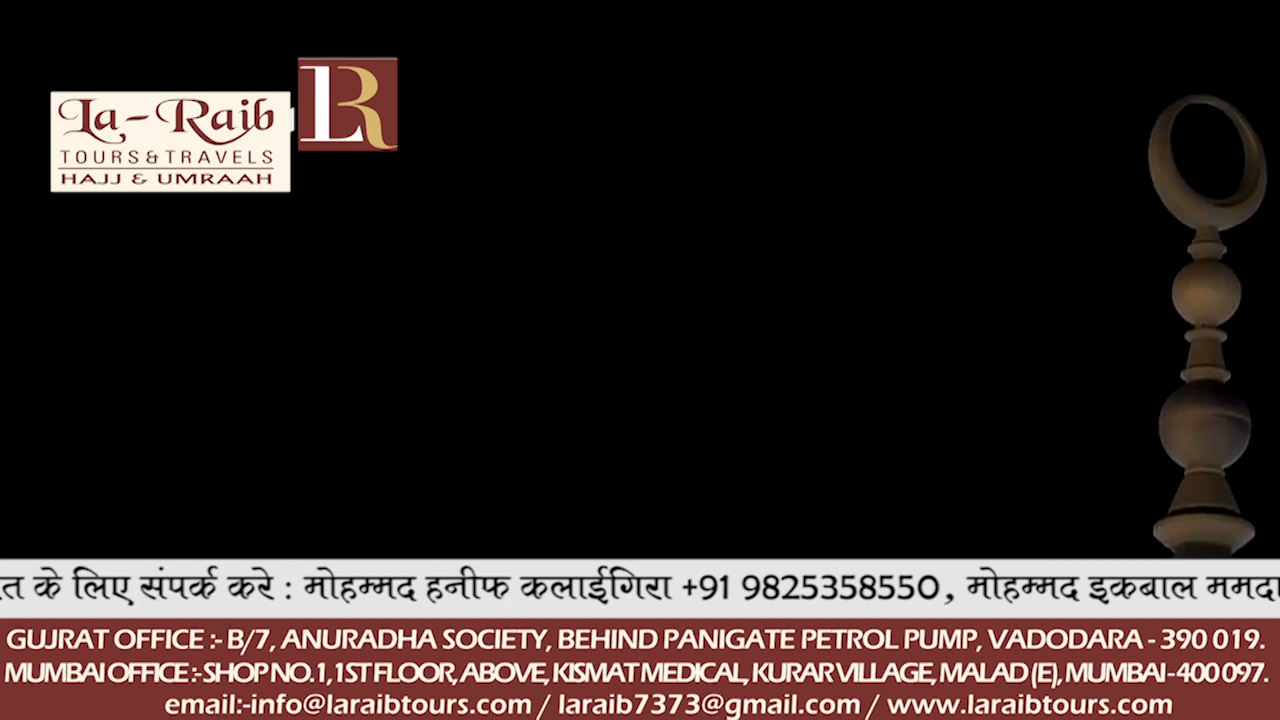 La-Raib
TOURS & TRAVELS
HAJJ & UMRAAH
LR
के लिए संपर्क करे : मोहम्मद हनीफ कलाईगिरा +91 9825358550, मोहम्मद इकबाल
GUJRAT OFFICE :- B/7, ANURADHA SOCIETY, BEHIND PANIGATE PETROL PUMP, VADODARA - 390 019.
MUMBAI OFFICE :- SHOP NO. 1, 1ST FLOOR, ABOVE, KISMAT MEDICAL, KURAR VILLAGE, MALAD (E), MUMBAI - 400 097.
email:-info@laraibtours.com / laraib7373@gmail.com / www.laraibtours.com